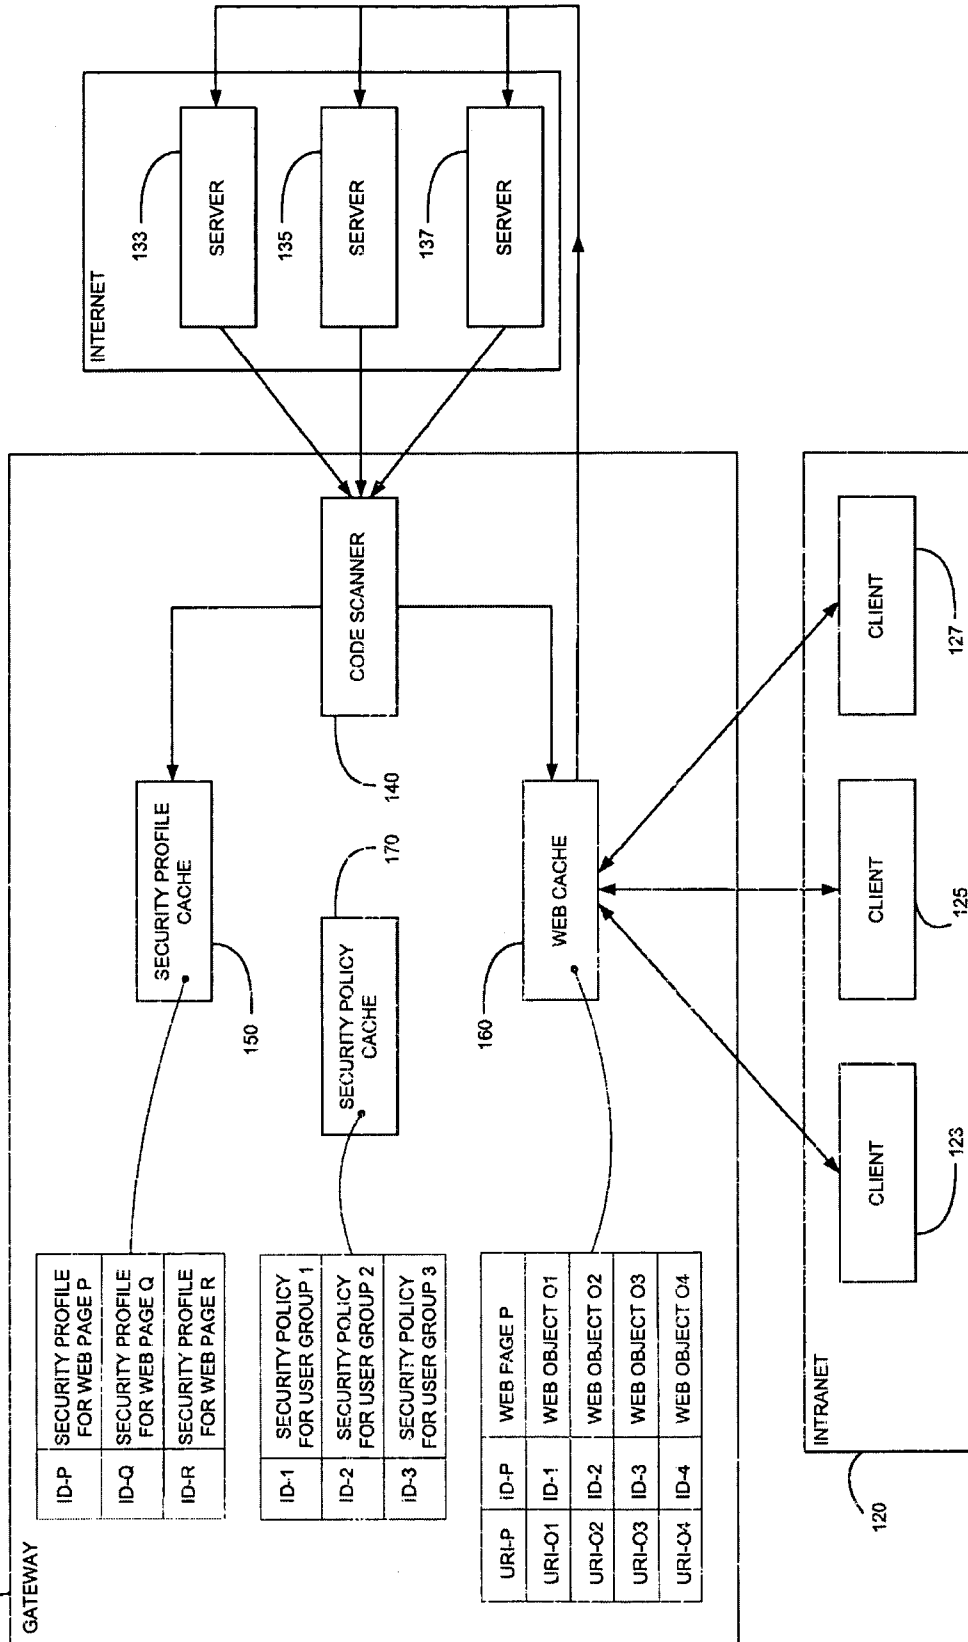 GATEWAY
ID-P
SECURITY PROFILE
FOR WEB PAGE P
ID-Q
SECURITY PROFILE
FOR WEB PAGE Q
ID-R
SECURITY PROFILE
FOR WEB PAGE R
SECURITY PROFILE
CACHE
150
ID-1
SECURITY POLICY
FOR USER GROUP 1
ID-2
SECURITY POLICY
FOR USER GROUP 2
ID-3
SECURITY POLICY
FOR USER GROUP 3
SECURITY POLICY
CACHE
170
140
CODE SCANNER
URI-P
ID-P
WEB PAGE P
URI-O1
ID-1
WEB OBJECT O1
URI-O2
ID-2
WEB OBJECT O2
URI-O3
ID-3
WEB OBJECT O3
URI-O4
ID-4
WEB OBJECT O4
160
WEB CACHE
INTERNET
133
SERVER
135
SERVER
137
SERVER
120
INTRANET
CLIENT
123
CLIENT
125
CLIENT
127